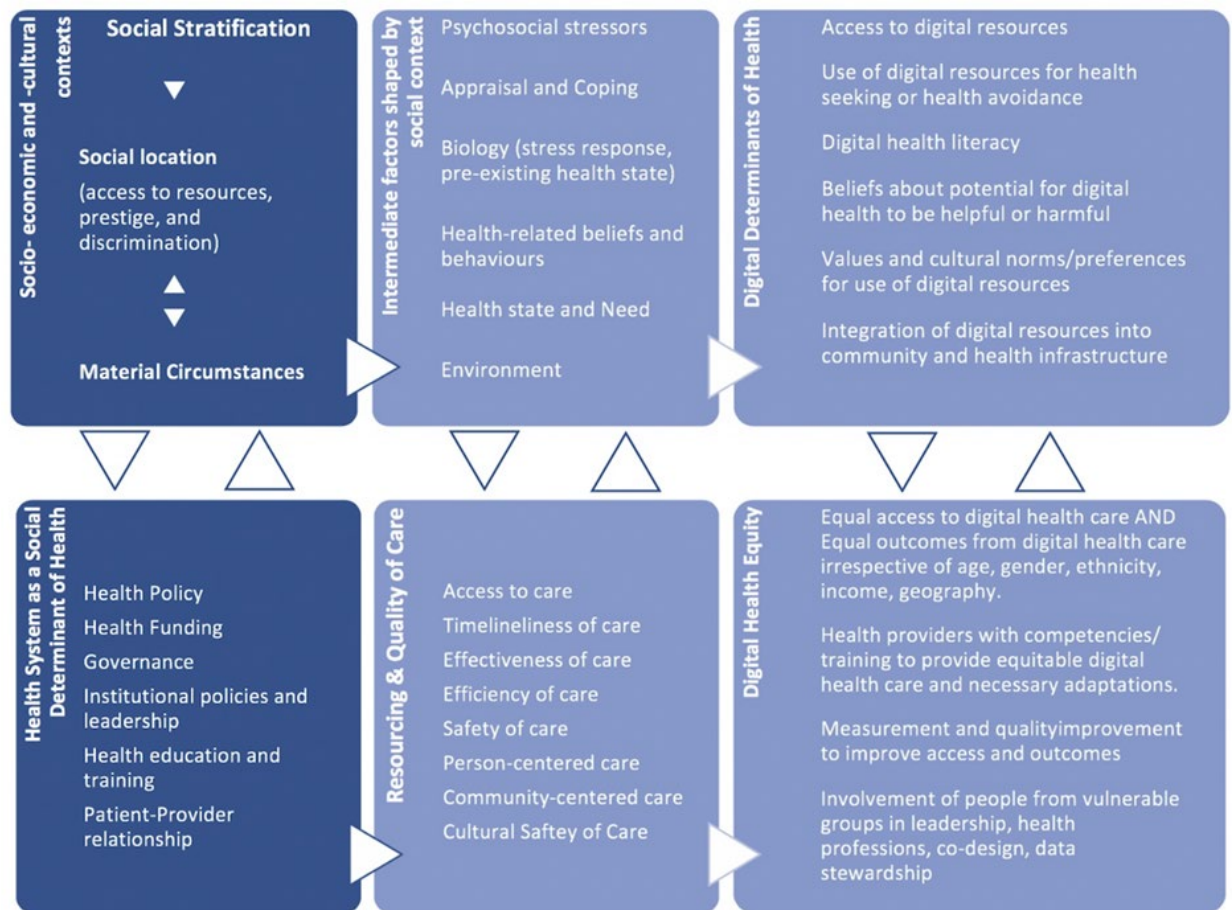 Socio- economic and -cultural
contexts
Social Stratification
Social location
(access to resources,
prestige, and
discrimination)
Material Circumstances
Intermediate factors shaped by
social context
Psychosocial stressors
Appraisal and Coping
Biology (stress response,
pre-existing health state)
Health-related beliefs and
behaviours
Health state and Need
Environment
Digital Determinants of Health
Access to digital resources
Use of digital resources for health
seeking or health avoidance
Digital health literacy
Beliefs about potential for digital
health to be helpful or harmful
Values and cultural norms/preferences
for use of digital resources
Integration of digital resources into
community and health infrastructure
Health System as a Social
Determinant of Health
Health Policy
Health Funding
Governance
Institutional policies and
leadership
Health education and
training
Patient-Provider
relationship
Resourcing & Quality of Care
Access to care
Timelineliness of care
Effectiveness of care
Efficiency of care
Safety of care
Person-centered care
Community-centered care
Cultural Saftey of Care
Digital Health Equity
Equal access to digital health care AND
Equal outcomes from digital health care
irrespective of age, gender, ethnicity,
income, geography.
Health providers with competencies/
training to provide equitable digital
health care and necessary adaptations.
Measurement and qualityimprovement
to improve access and outcomes
Involvement of people from vulnerable
groups in leadership, health
professions, co-design, data
stewardship